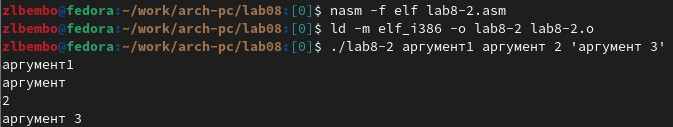 zlbembo@fedora:~/work/arch-pc/lab08:[0]$ nasm -f elf lab8-2.asm
zlbembo@fedora:~/work/arch-pc/lab08:[0]$ ld -m elf_i386 -o lab8-2 lab8-2.o
zlbembo@fedora:~/work/arch-pc/lab08:[0]$ ./lab8-2 аргумент1 аргумент 2 'аргумент 3'
аргумент1
аргумент
2
аргумент 3